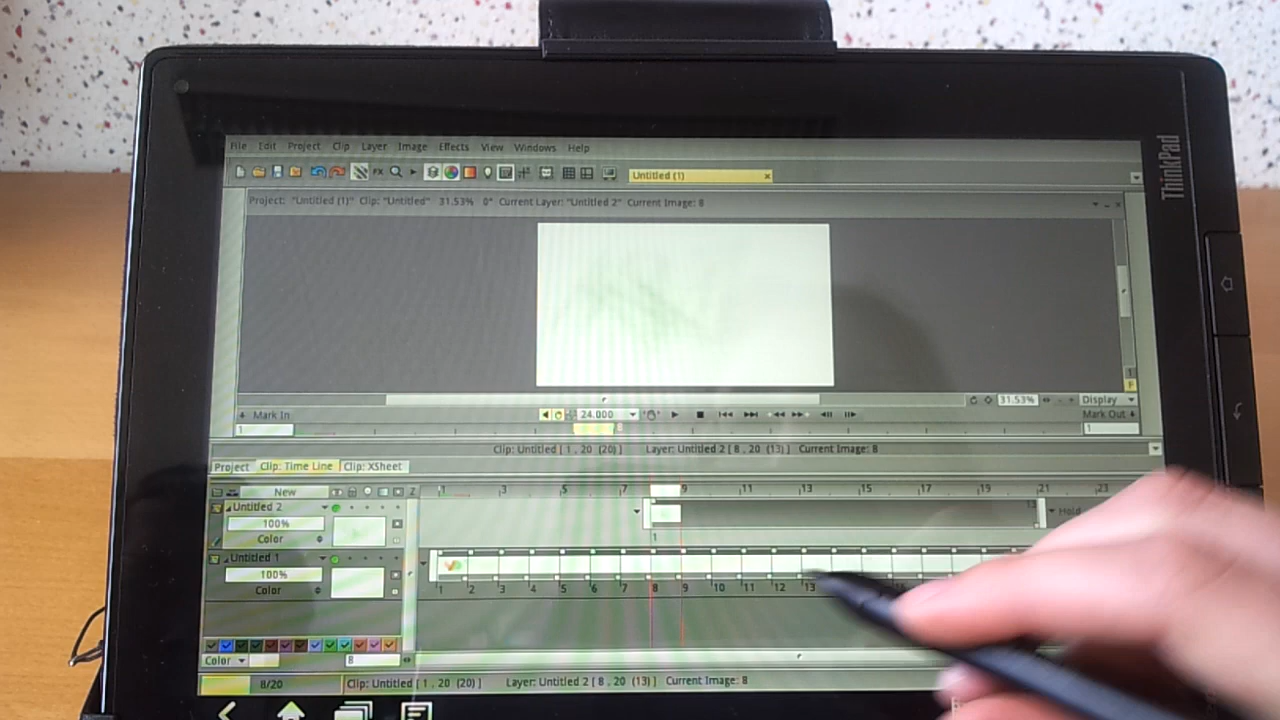 ThinkPad
File Edit Project Clip Layer Image Effects View Windows Help
FX
Untitled (1)
Project: "Untitled (1)" Clip: "Untitled" 31.53% 0° Current Layer: "Untitled 2" Current Image: 8
31.53% Display
Mark In 24.000 Mark Out
1 8 1
Clip: Untitled [ 1 , 20 (20) ] Layer: Untitled 2 [ 8 , 20 (13) ] Current Image: 8
Project Clip: Time Line Clip: XSheet
New 1 3 5 7 9 11 13 15 17 19 21 23
Untitled 2 13 Hold
100%
Color 1
Untitled 1
100%
Color 1 2 3 4 5 6 7 8 9 10 11 12 13
Color 8
8/20 Clip: Untitled [ 1 , 20 (20) ] Layer: Untitled 2 [ 8 , 20 (13) ] Current Image: 8